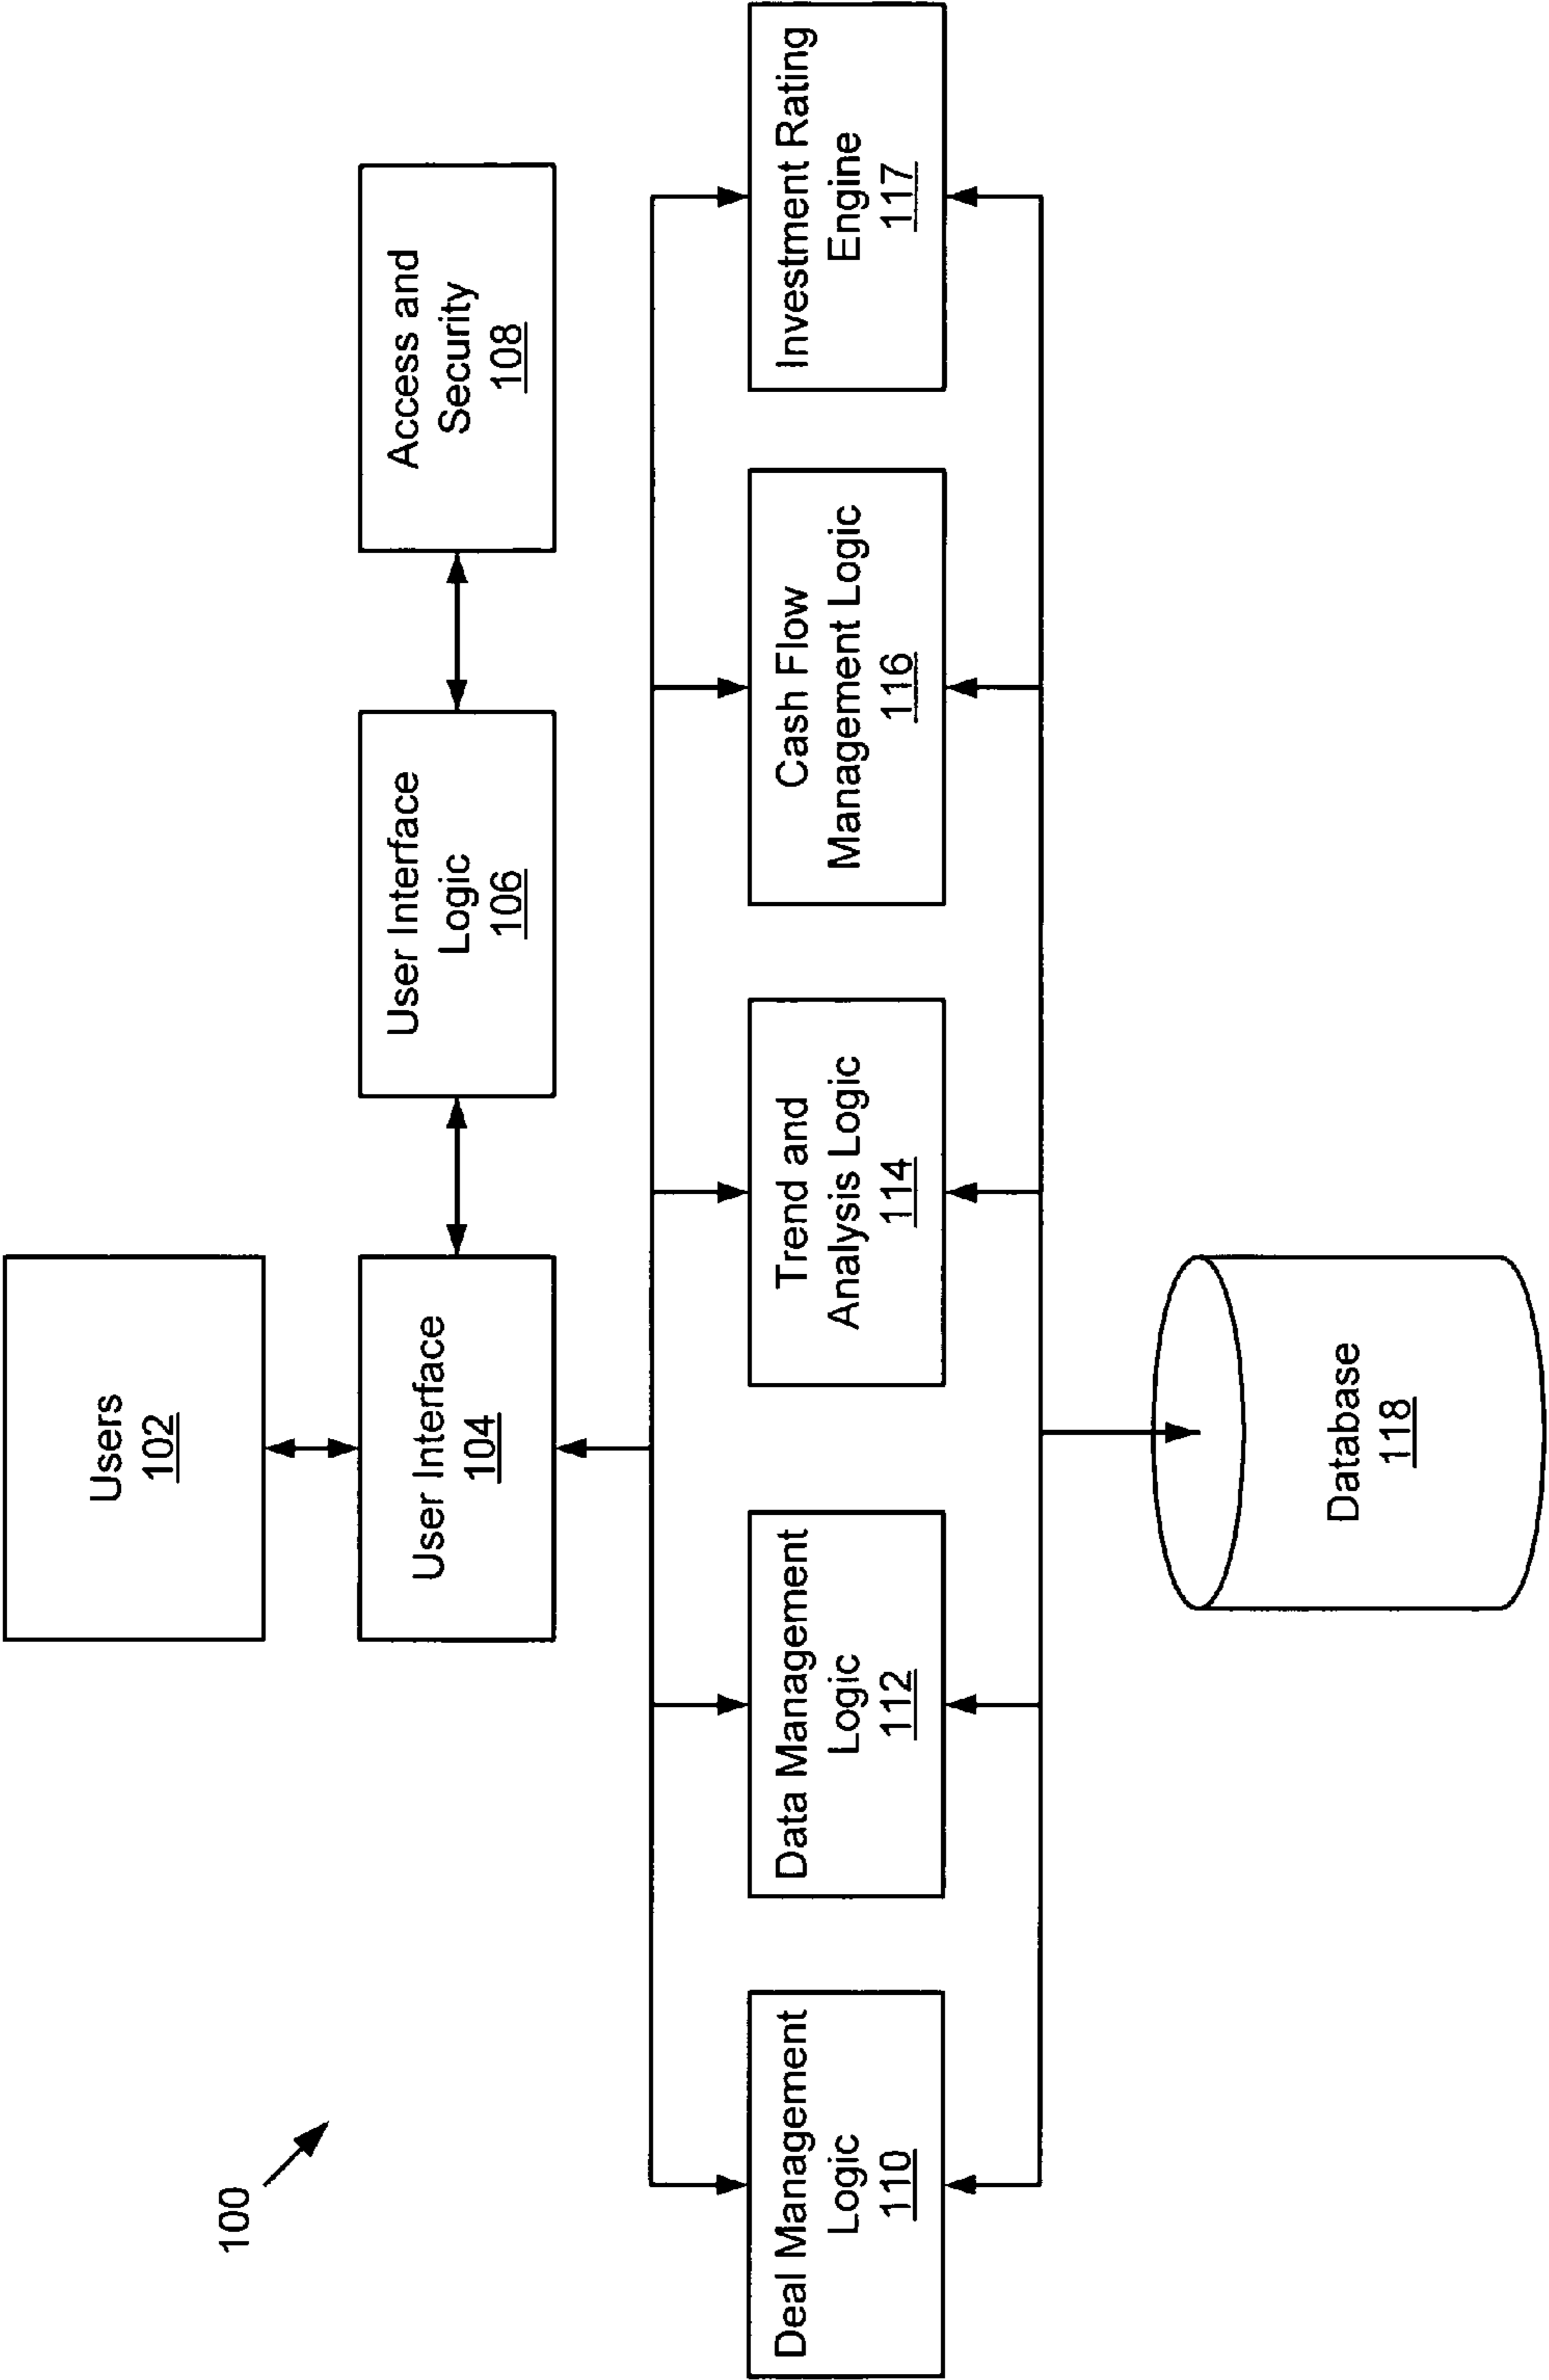 100
Users
102
User Interface
104
User Interface
Logic
106
Access and
Security
108
Deal Management
Logic
110
Data Management
Logic
112
Trend and
Analysis Logic
114
Cash Flow
Management Logic
116
Investment Rating
Engine
117
Database
118